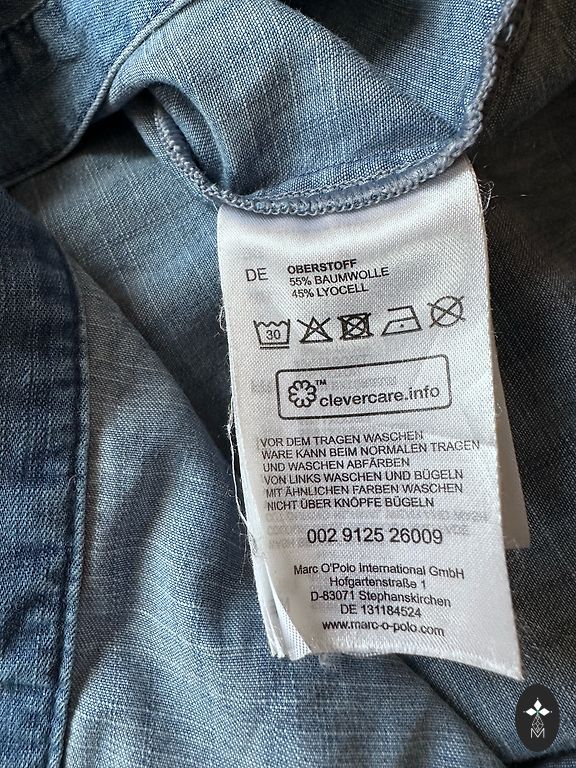 DE OBERSTOFF
55% BAUMWOLLE
45% LYOCELL
30
™
clevercare.info
VOR DEM TRAGEN WASCHEN
WARE KANN BEIM NORMALEN TRAGEN
UND WASCHEN ABFÄRBEN
VON LINKS WASCHEN UND BÜGELN
MIT ÄHNLICHEN FARBEN WASCHEN
NICHT ÜBER KNÖPFE BÜGELN
002 9125 26009
Marc O'Polo International GmbH
Hofgartenstraße 1
D-83071 Stephanskirchen
DE 131184524
www.marc-o-polo.com
M